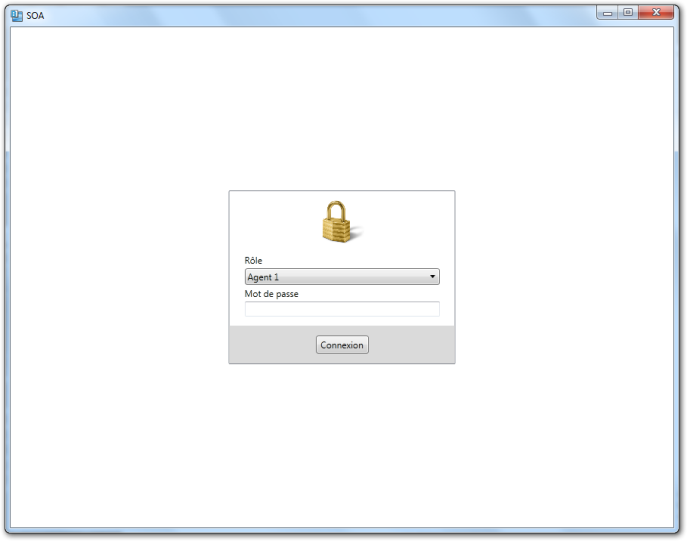 SOA
Rôle
Agent 1
Mot de passe
Connexion